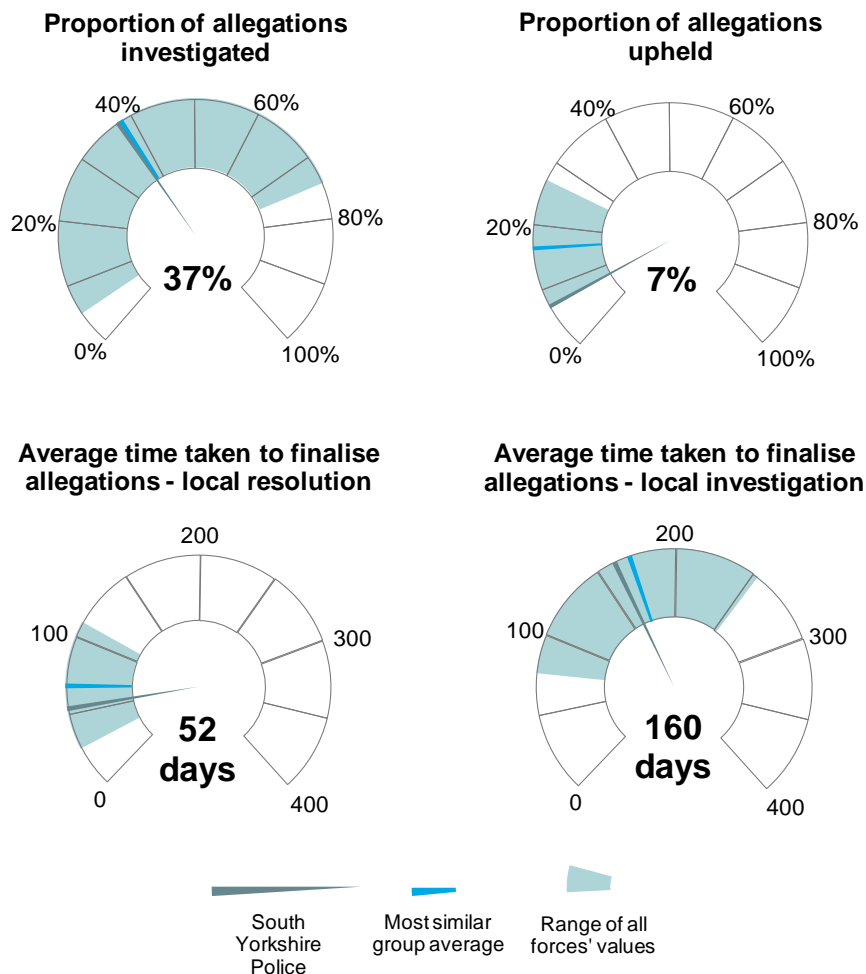 Proportion of allegations
investigated
40%
60%
20%
80%
37%
0%
100%
Proportion of allegations
upheld
40%
60%
20%
80%
7%
0%
100%
Average time taken to finalise
allegations - local resolution
200
100
300
52
days
0
400
Average time taken to finalise
allegations - local investigation
200
100
300
160
days
0
400
South
Yorkshire
Police
Most similar
group average
Range of all
forces' values